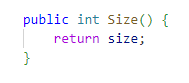 public int Size() {
    return size;
}